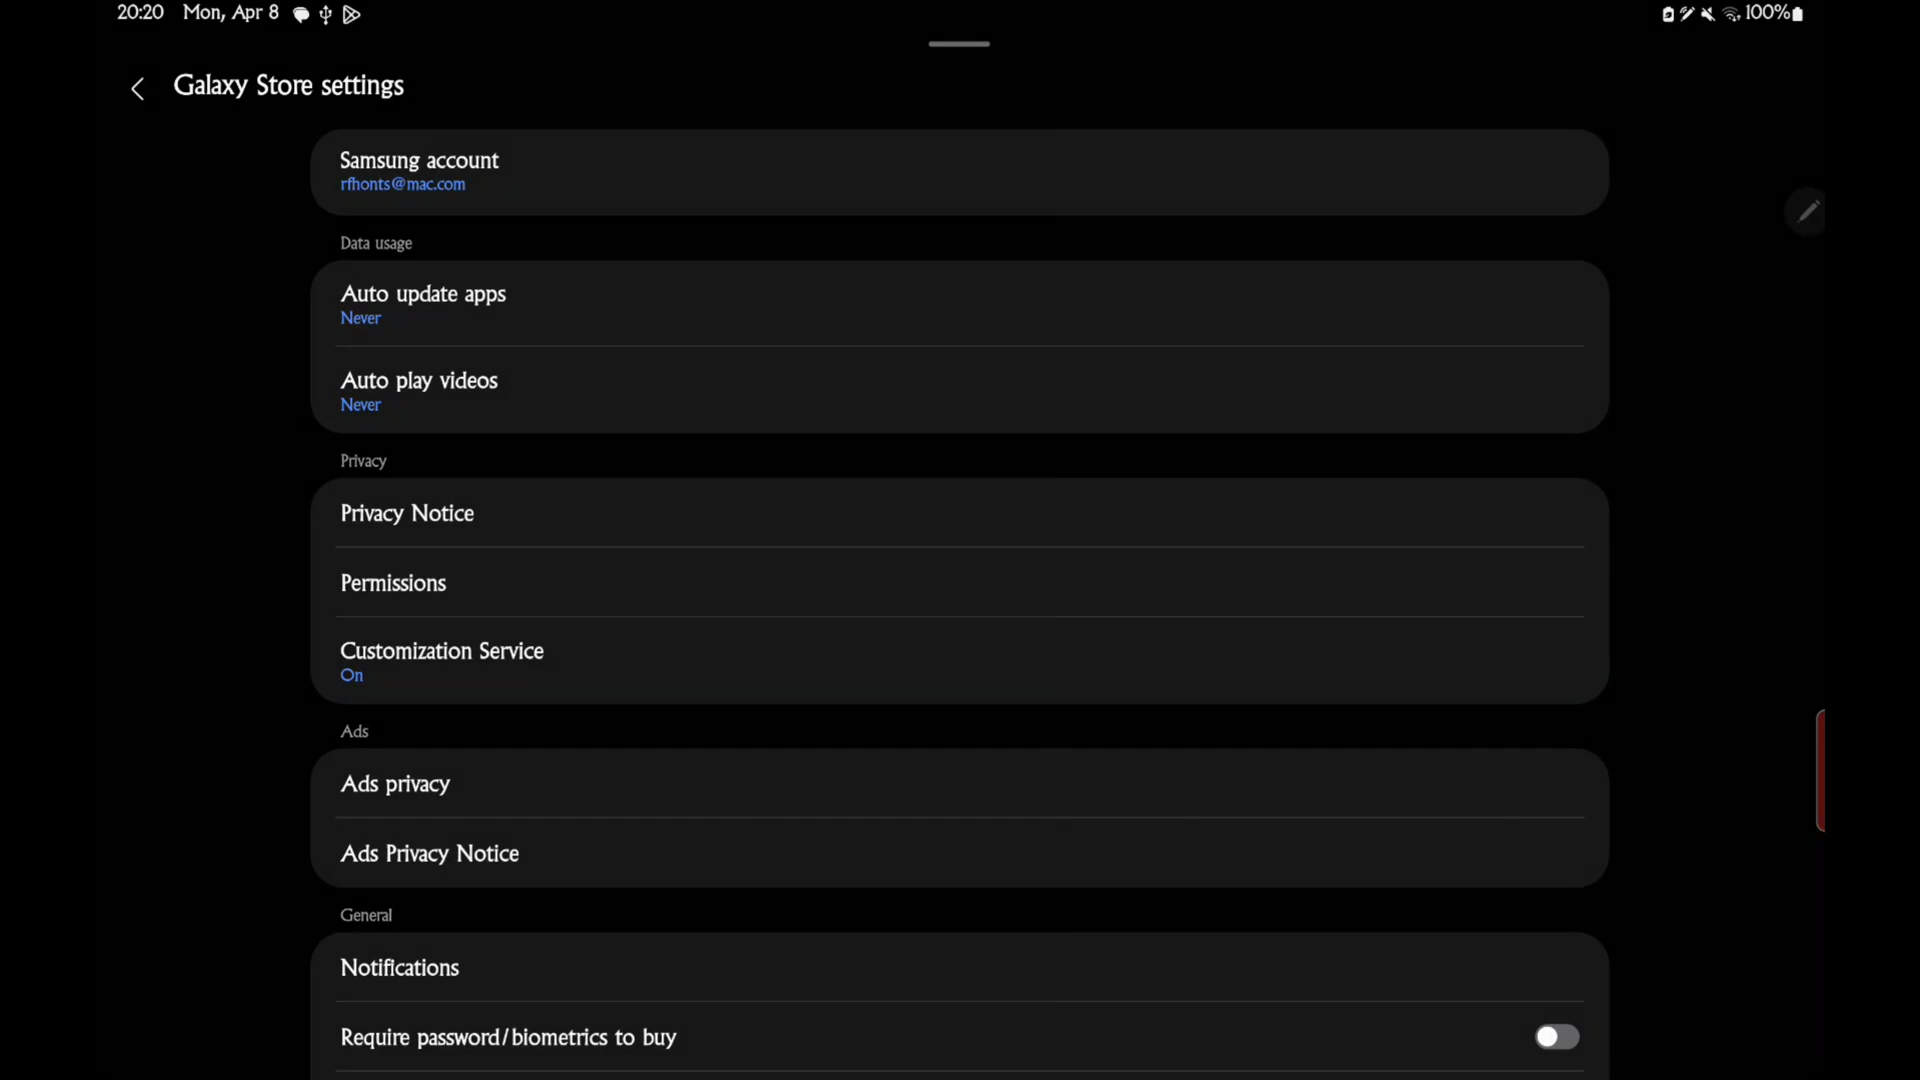 20:20 Mon, Apr 8
100%
Galaxy Store settings
Samsung account
rfhonts@mac.com
Data usage
Auto update apps
Never
Auto play videos
Never
Privacy
Privacy Notice
Permissions
Customization Service
On
Ads
Ads privacy
Ads Privacy Notice
General
Notifications
Require password/biometrics to buy